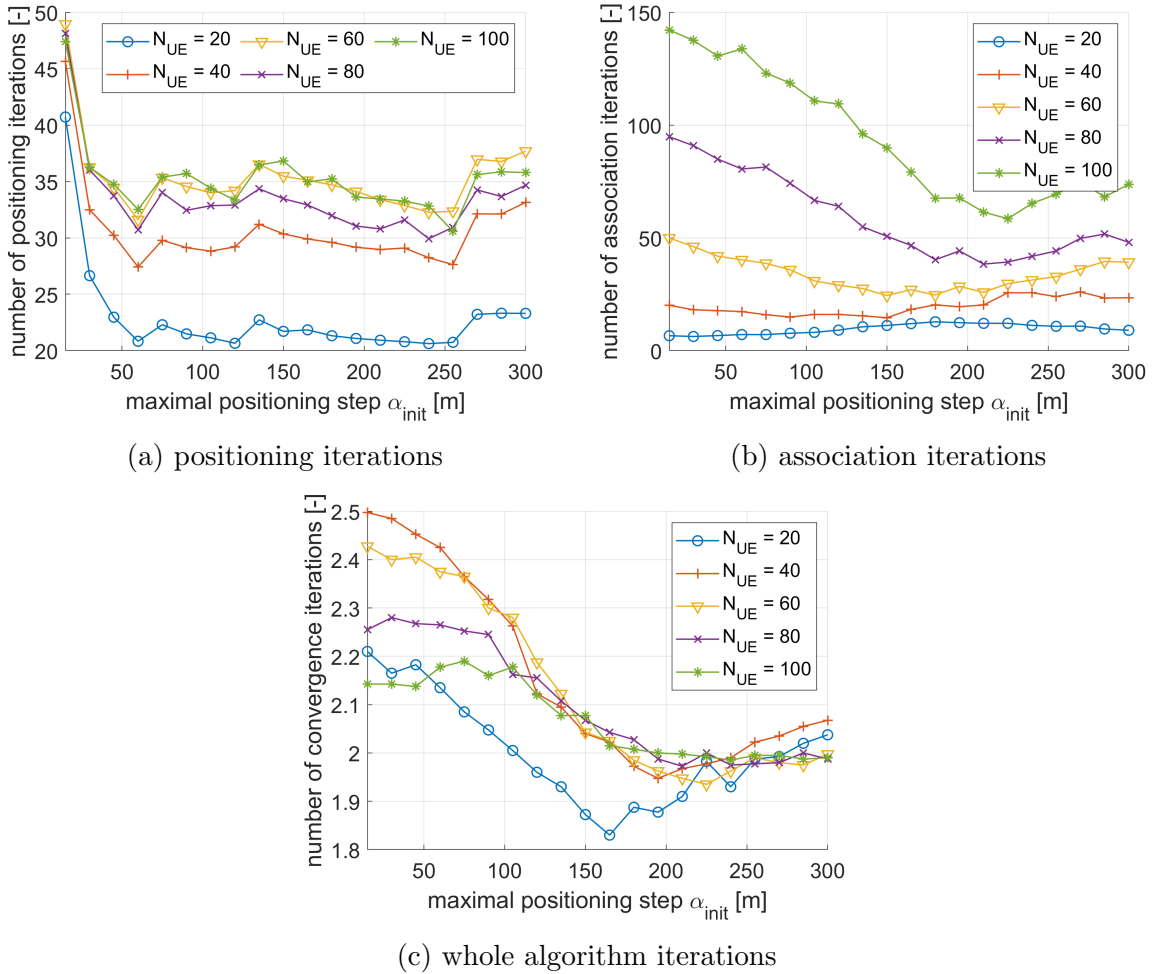 number of positioning iterations [-]
50
45
40
35
30
25
20
N_UE = 20
N_UE = 60
N_UE = 100
N_UE = 40
N_UE = 80
50
100
150
200
250
300
maximal positioning step α_init [m]
(a) positioning iterations
number of association iterations [-]
150
100
50
0
N_UE = 20
N_UE = 40
N_UE = 60
N_UE = 80
N_UE = 100
50
100
150
200
250
300
maximal positioning step α_init [m]
(b) association iterations
number of convergence iterations [-]
2.5
2.4
2.3
2.2
2.1
2
1.9
1.8
N_UE = 20
N_UE = 40
N_UE = 60
N_UE = 80
N_UE = 100
50
100
150
200
250
300
maximal positioning step α_init [m]
(c) whole algorithm iterations